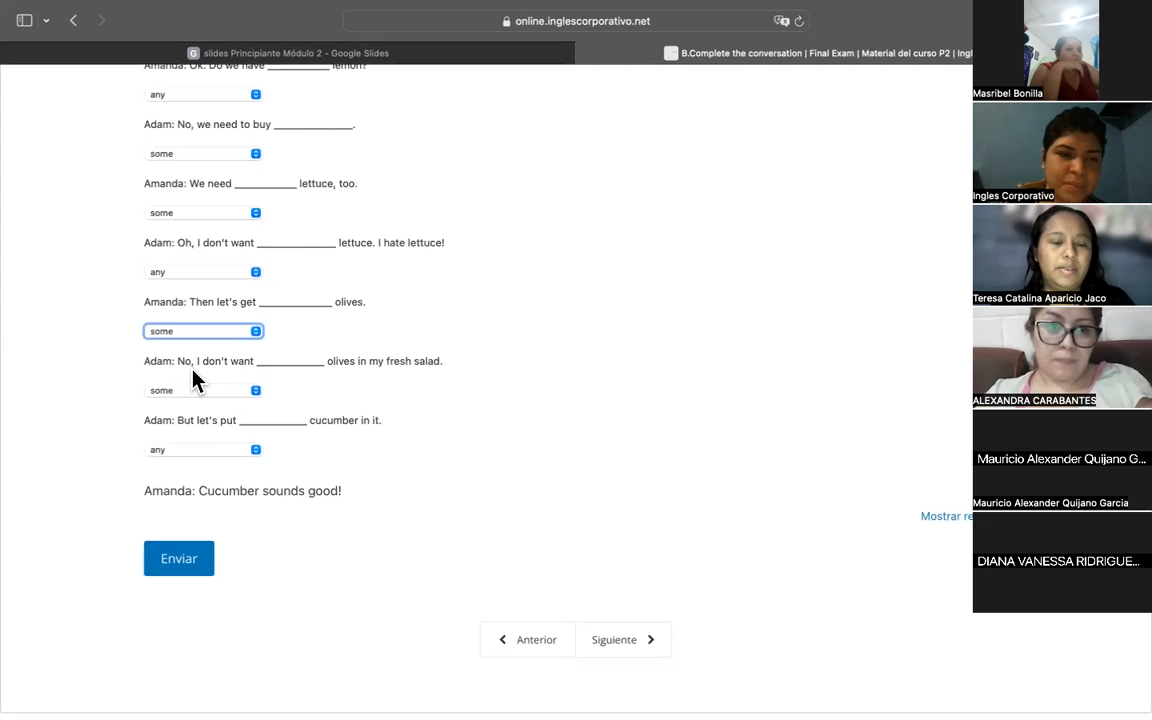 online.inglescorporativo.net
G slides Principiante Módulo 2 - Google Slides
B.Complete the conversation | Final Exam | Material del curso P2 | Ingl
Amanda: Ok. Do we have ___________ lemon?
any
Adam: No, we need to buy ______________.
some
Amanda: We need ___________ lettuce, too.
some
Adam: Oh, I don't want ______________ lettuce. I hate lettuce!
any
Amanda: Then let's get _____________ olives.
some
Adam: No, I don't want ____________ olives in my fresh salad.
some
Adam: But let's put ____________ cucumber in it.
any
Amanda: Cucumber sounds good!
Mostrar re
Enviar
Anterior
Siguiente
Masribel Bonilla
Ingles Corporativo
Teresa Catalina Aparicio Jaco
ALEXANDRA CARABANTES
Mauricio Alexander Quijano G...
Mauricio Alexander Quijano Garcia
DIANA VANESSA RIDRIGUE...